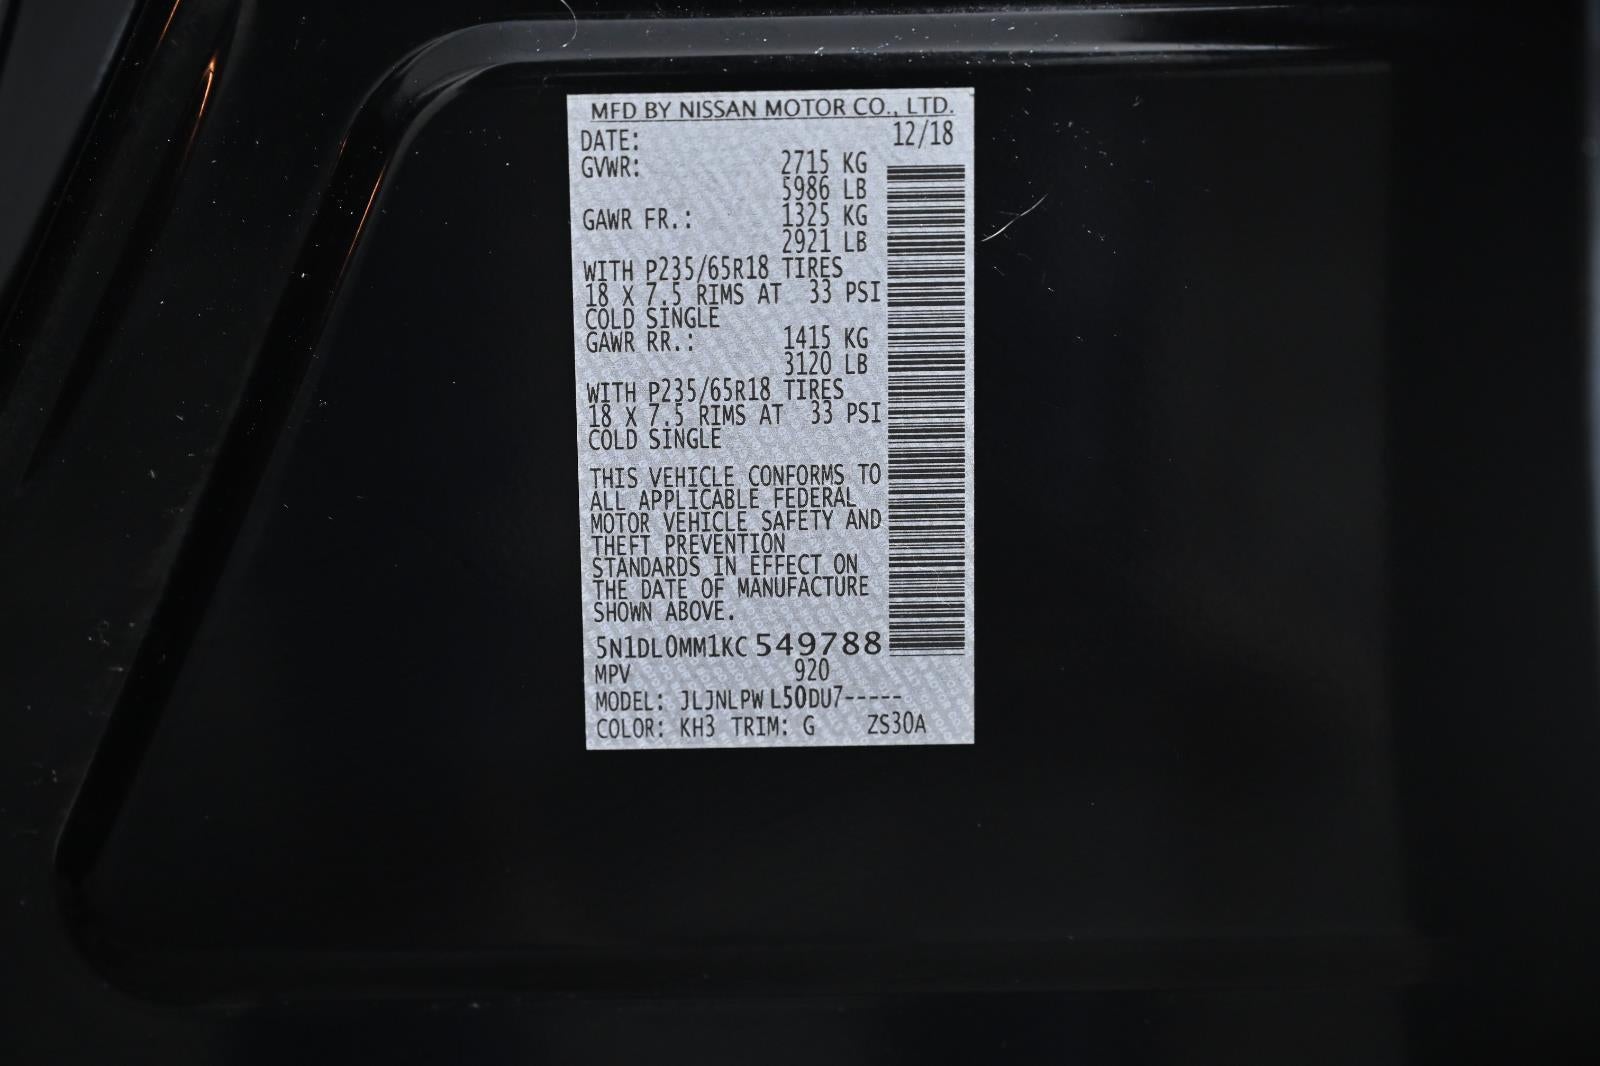 MFD BY NISSAN MOTOR CO., LTD.
DATE: 12/18
GVWR: 2715 KG
5986 LB
GAWR FR.: 1325 KG
2921 LB
WITH P235/65R18 TIRES
18 X 7.5 RIMS AT 33 PSI
COLD SINGLE
GAWR RR.: 1415 KG
3120 LB
WITH P235/65R18 TIRES
18 X 7.5 RIMS AT 33 PSI
COLD SINGLE
THIS VEHICLE CONFORMS TO
ALL APPLICABLE FEDERAL
MOTOR VEHICLE SAFETY AND
THEFT PREVENTION
STANDARDS IN EFFECT ON
THE DATE OF MANUFACTURE
SHOWN ABOVE.
5N1DL0MM1KC549788
MPV 920
MODEL: JLJNLPWL50DU7-----
COLOR: KH3 TRIM: G ZS30A